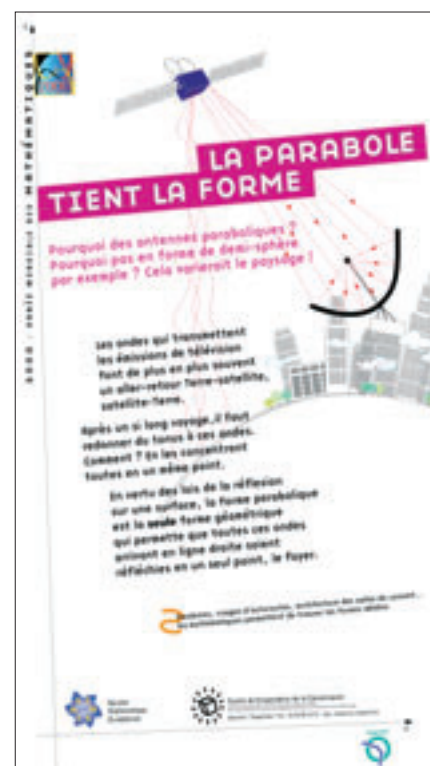 2000 : ANNÉE MONDIALE DES MATHÉMATIQUES
LA PARABOLE
TIENT LA FORME
Pourquoi des antennes paraboliques ?
Pourquoi pas en forme de demi-sphère
par exemple ? Cela varierait le paysage !
Les ondes qui transmettent
les émissions de télévision
font de plus en plus souvent
un aller-retour Terre-satellite,
satellite-Terre.
Après un si long voyage, il faut
redonner du tonus à ces ondes.
Comment ? En les concentrant
toutes en un même point.
En vertu des lois de la réflexion
sur une surface, la forme parabolique
est la seule forme géométrique
qui permette que toutes ces ondes
arrivant en ligne droite soient
réfléchies en un seul point, le foyer.